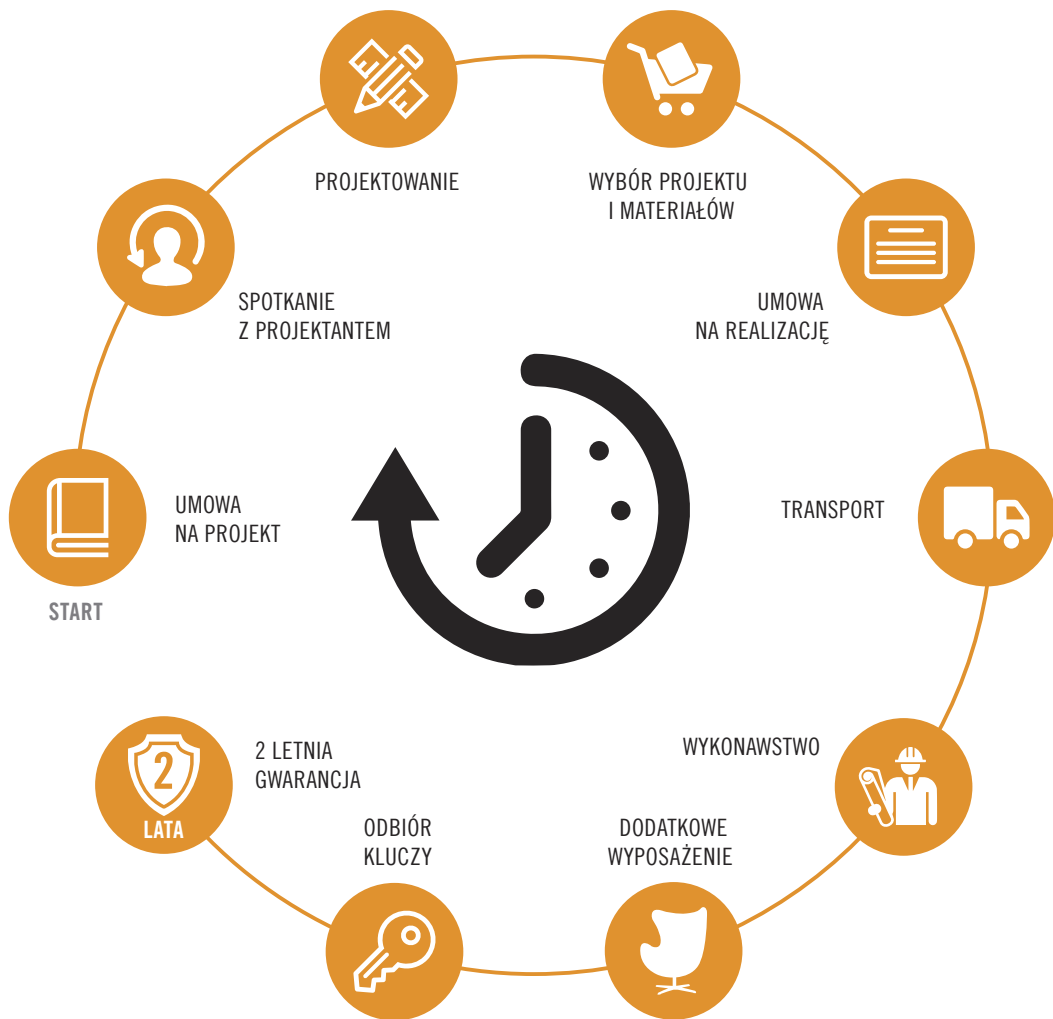 UMOWA
NA PROJEKT
START
SPOTKANIE
Z PROJEKTANTEM
PROJEKTOWANIE
WYBÓR PROJEKTU
I MATERIAŁÓW
UMOWA
NA REALIZACJĘ
TRANSPORT
WYKONAWSTWO
DODATKOWE
WYPOSAŻENIE
ODBIÓR
KLUCZY
2 LETNIA
GWARANCJA
2
LATA